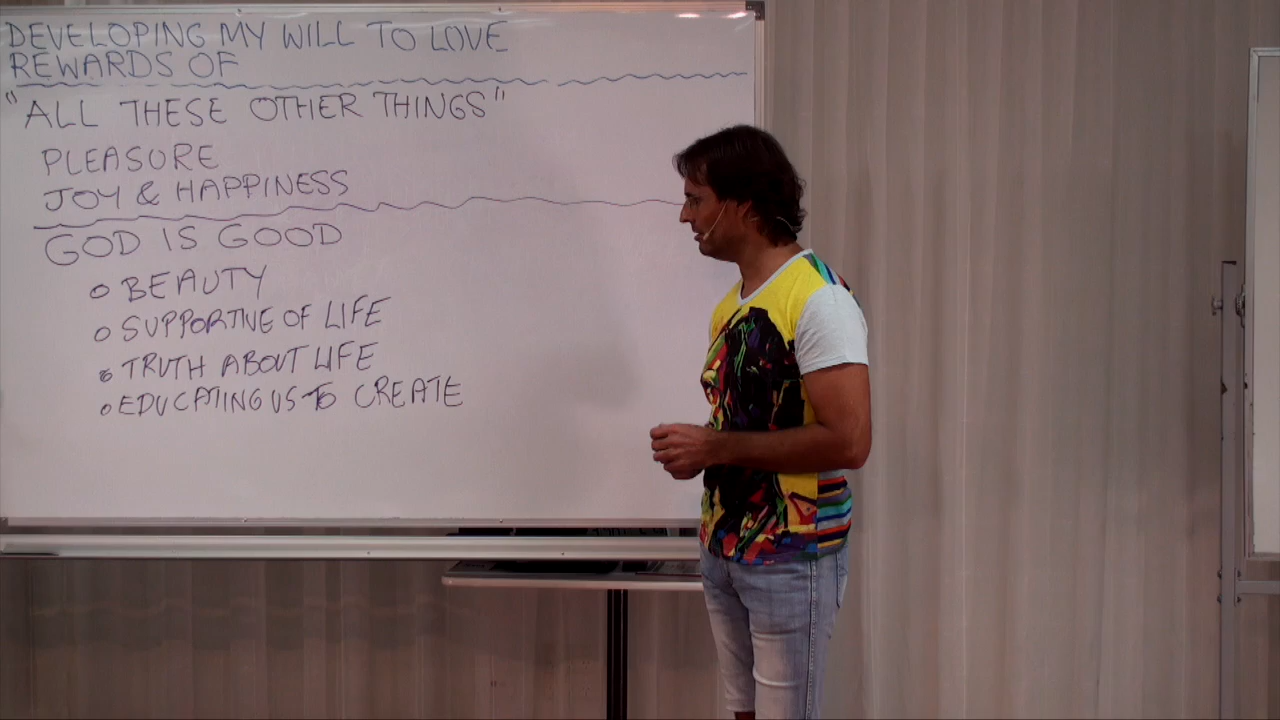 DEVELOPING MY WILL TO LOVE
REWARDS OF
"ALL THESE OTHER THINGS"
PLEASURE
JOY & HAPPINESS
GOD IS GOOD
BEAUTY
SUPPORTIVE OF LIFE
TRUTH ABOUT LIFE
EDUCATING US TO CREATE